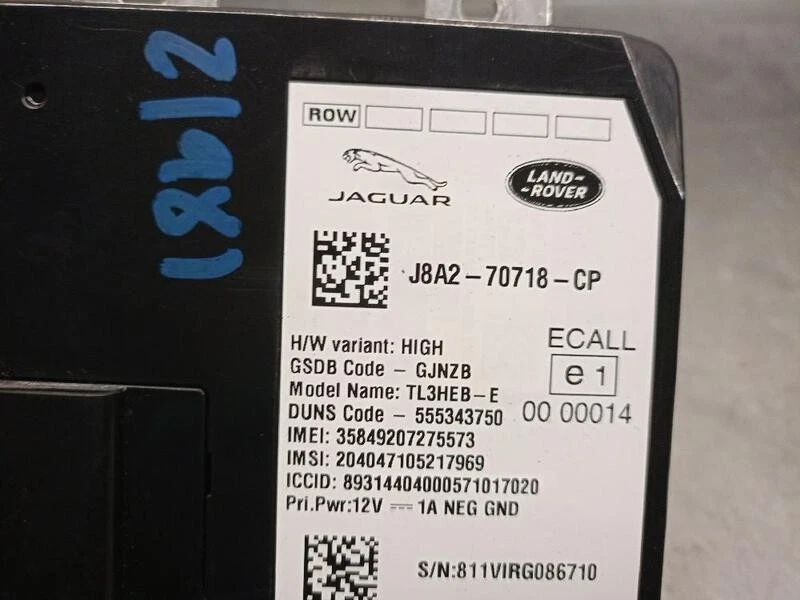 18612
ROW
JAGUAR
LAND-
-ROVER
J8A2-70718-CP
H/W variant: HIGH
GSDB Code - GJNZB
Model Name: TL3HEB-E
DUNS Code - 555343750
IMEI: 35849207275573
IMSI: 204047105217969
ICCID: 89314404000571017020
Pri.Pwr:12V 1A NEG GND
ECALL
e1
00 00014
S/N:811VIRG086710